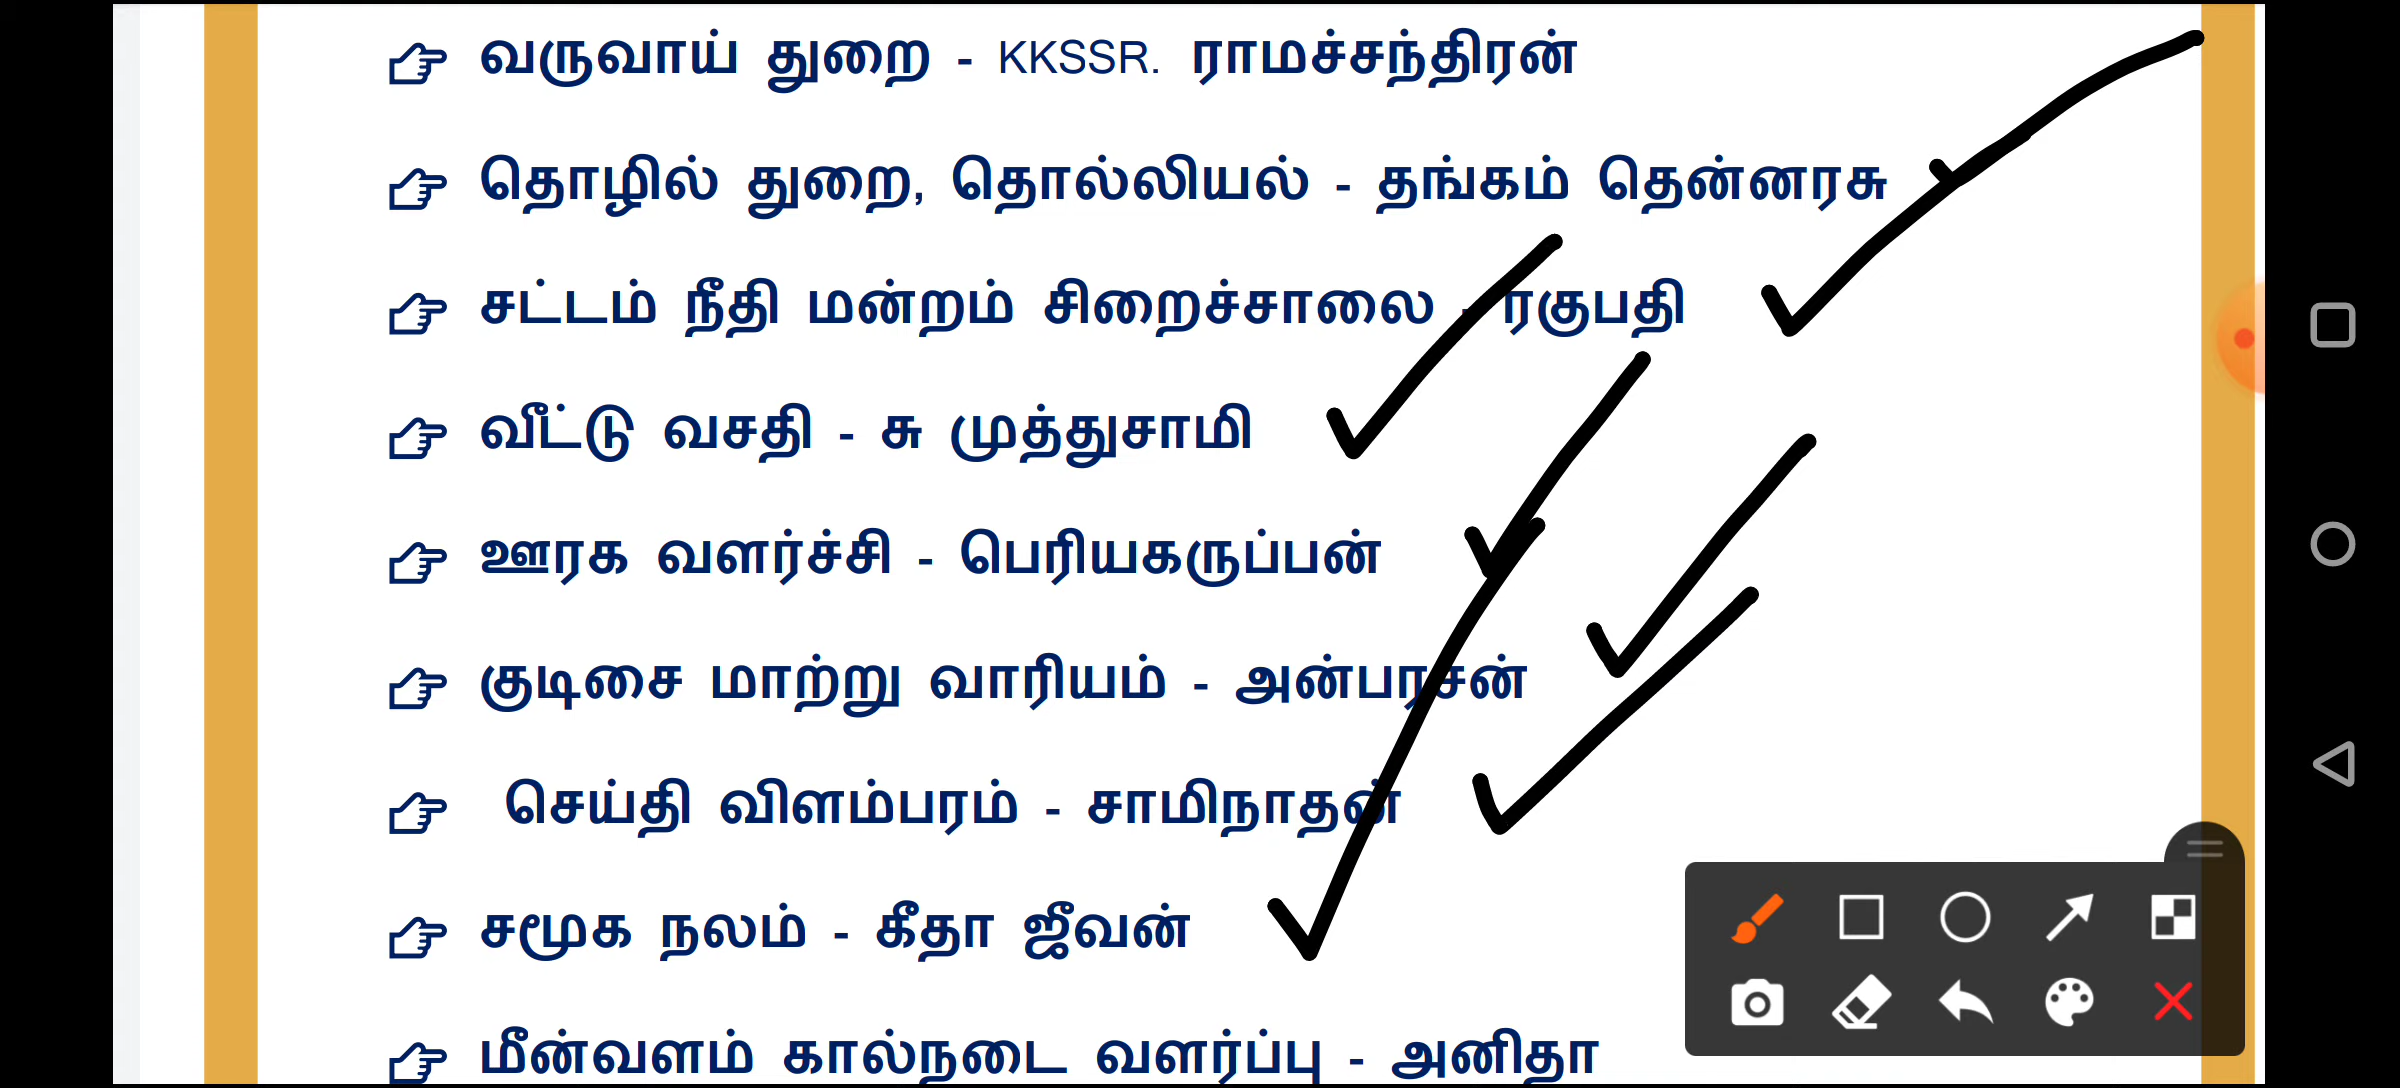 வருவாய் துறை - KKSSR. ராமச்சந்திரன்
தொழில் துறை, தொல்லியல் - தங்கம் தென்னரசு
சட்டம் நீதி மன்றம் சிறைச்சாலை - ரகுபதி
வீட்டு வசதி - சு முத்துசாமி
ஊரக வளர்ச்சி - பெரியகருப்பன்
குடிசை மாற்று வாரியம் - அன்பரசன்
செய்தி விளம்பரம் - சாமிநாதன்
சமூக நலம் - கீதா ஜீவன்
மீன்வளம் கால்நடை வளர்ப்பு - அனிதா